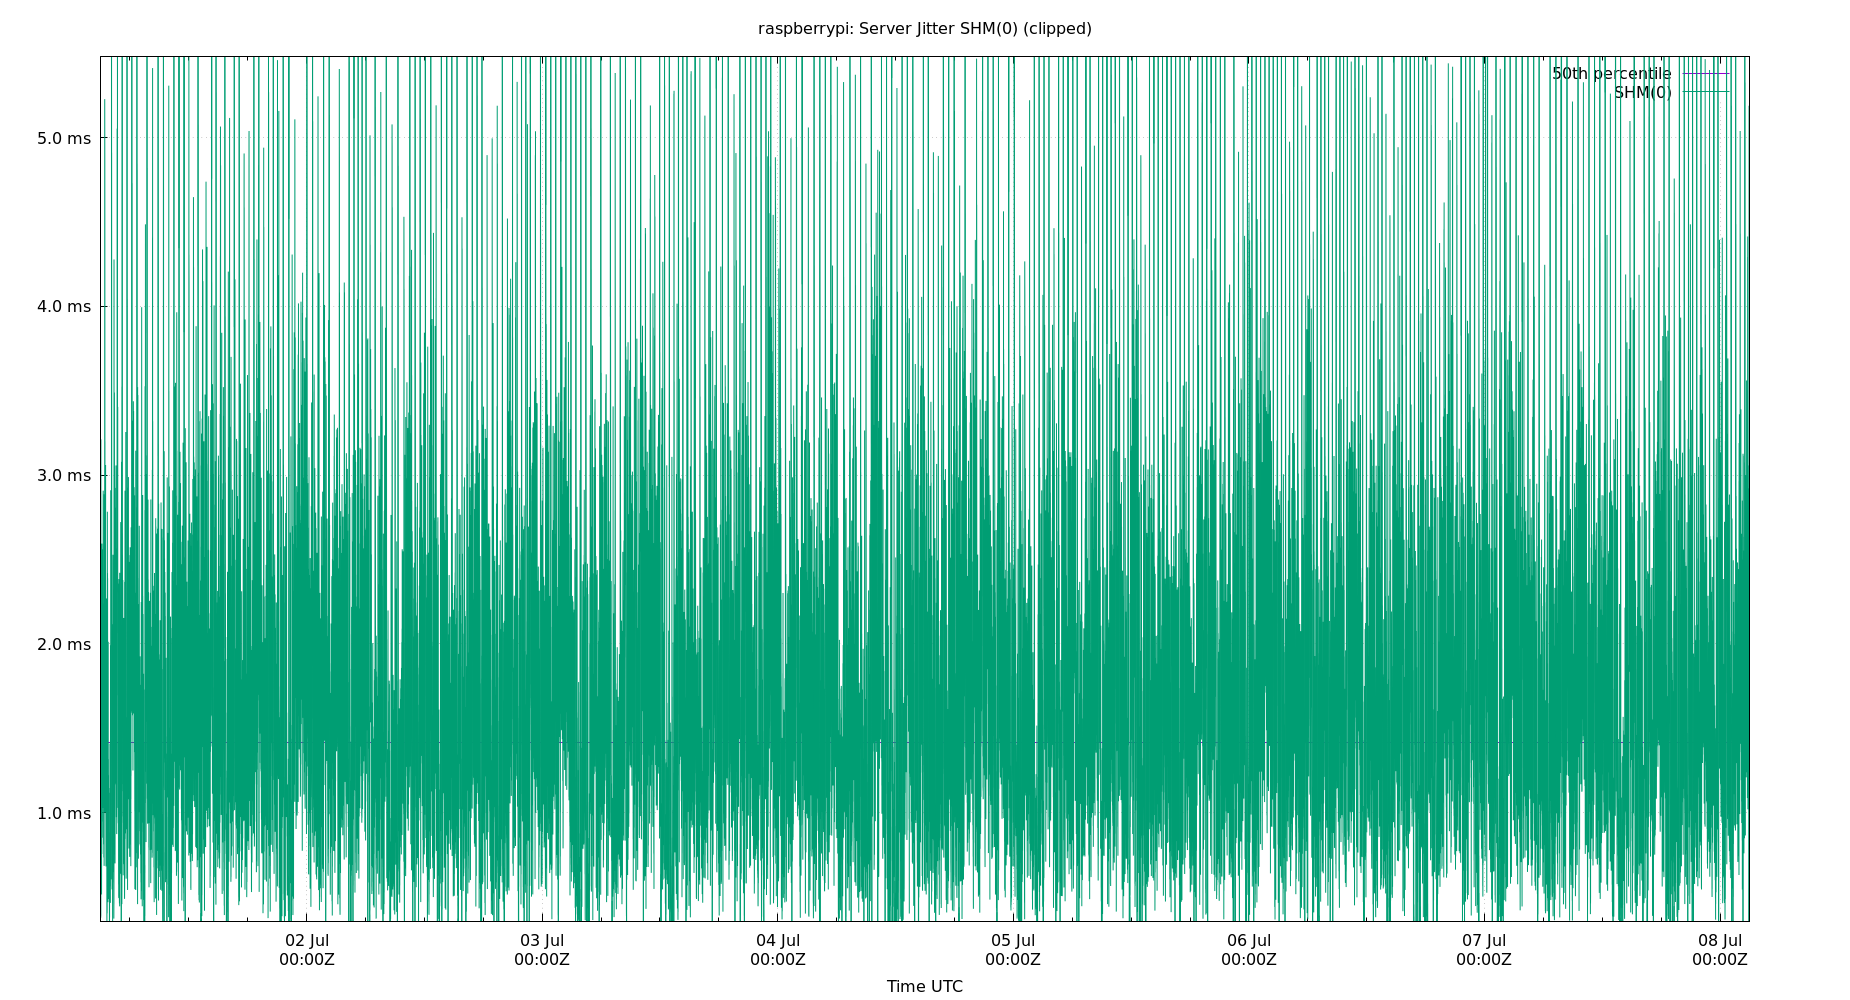 raspberrypi: Server Jitter SHM(0) (clipped)
50th percentile
SHM(0)
5.0 ms
4.0 ms
3.0 ms
2.0 ms
1.0 ms
02 Jul
00:00Z
03 Jul
00:00Z
04 Jul
00:00Z
05 Jul
00:00Z
06 Jul
00:00Z
07 Jul
00:00Z
08 Jul
00:00Z
Time UTC